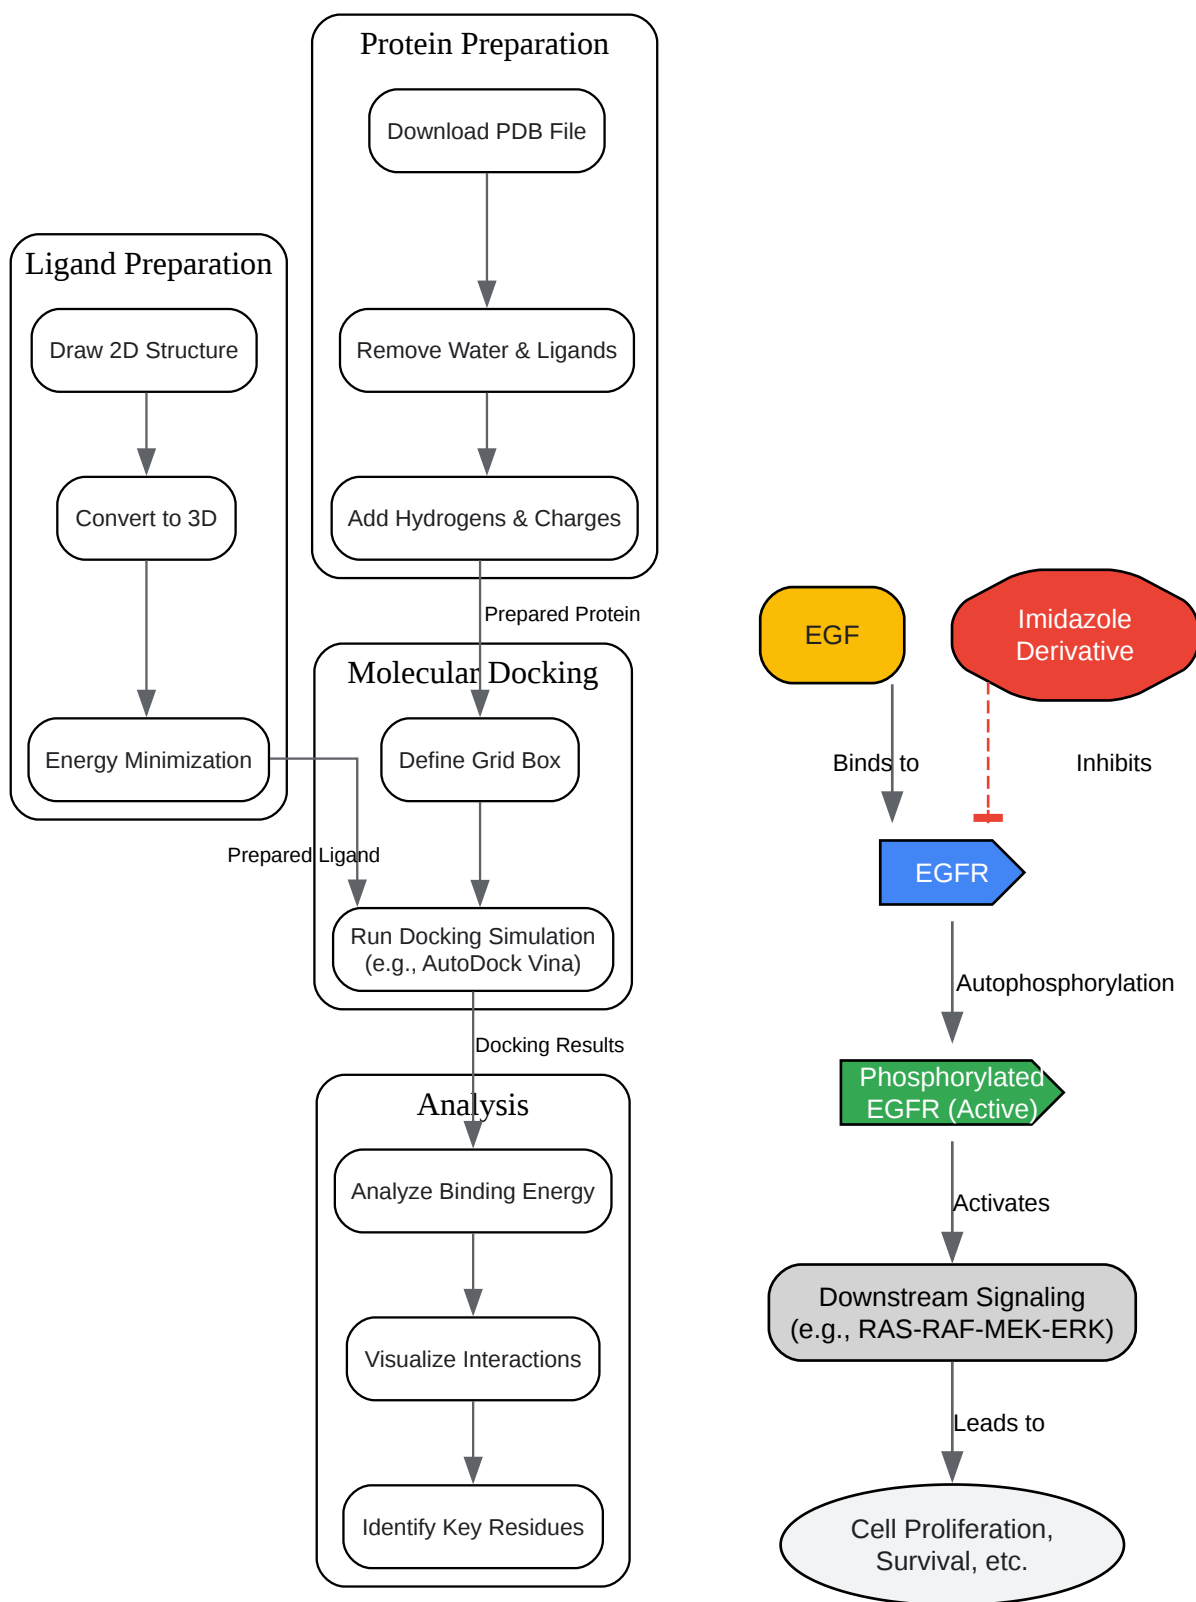 Protein Preparation
Download PDB File
Remove Water & Ligands
Add Hydrogens & Charges
Ligand Preparation
Draw 2D Structure
Convert to 3D
Energy Minimization
Prepared Protein
Prepared Ligand
Molecular Docking
Define Grid Box
Run Docking Simulation
(e.g., AutoDock Vina)
Docking Results
Analysis
Analyze Binding Energy
Visualize Interactions
Identify Key Residues
EGF
Imidazole
Derivative
Binds to
Inhibits
EGFR
Autophosphorylation
Phosphorylated
EGFR (Active)
Activates
Downstream Signaling
(e.g., RAS-RAF-MEK-ERK)
Leads to
Cell Proliferation,
Survival, etc.